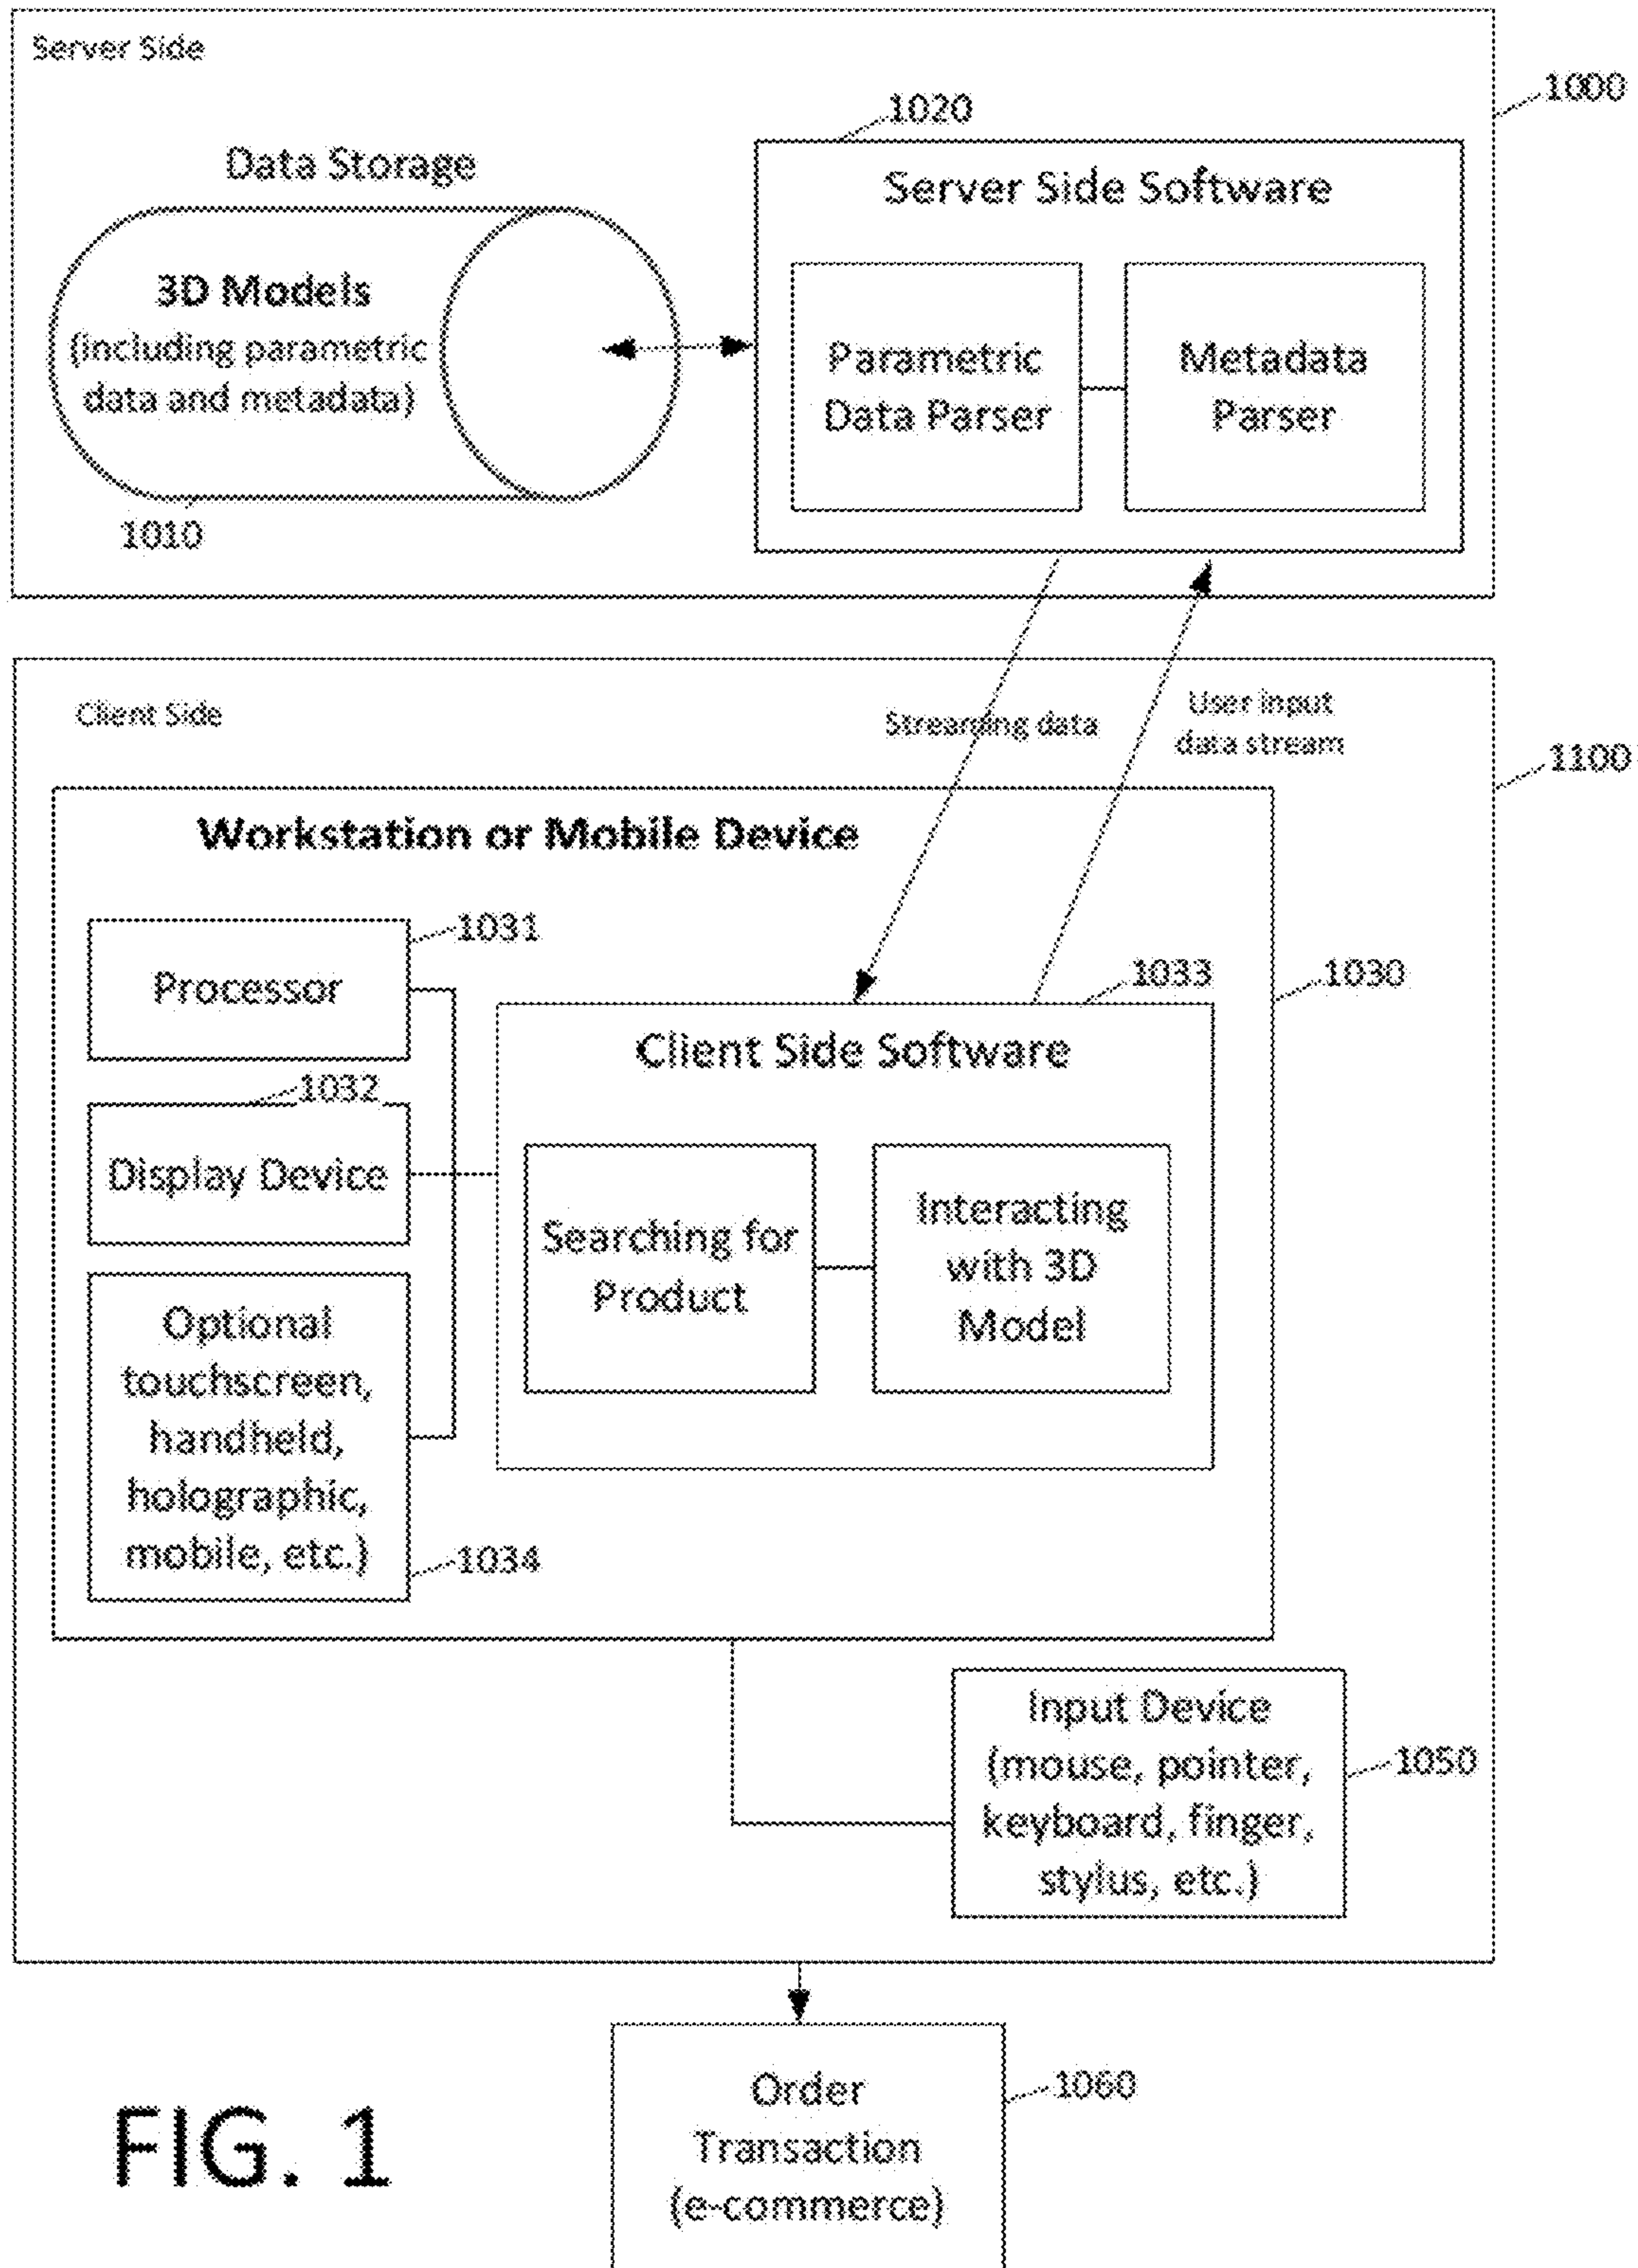 Server Side
1000
1020
Data Storage
Server Side Software
3D Models
(including parametric
data and metadata)
Parametric
Data Parser
Metadata
Parser
1010
Client Side
Streaming data
User input
data stream
1100
Workstation or Mobile Device
1031
Processor
1033
1030
Client Side Software
1032
Display Device
Searching for
Product
Interacting
with 3D
Model
Optional
touchscreen,
handheld,
holographic,
mobile, etc.)
1034
Input Device
(mouse, pointer,
keyboard, finger,
stylus, etc.)
1050
Order
Transaction
(e-commerce)
1060
FIG. 1